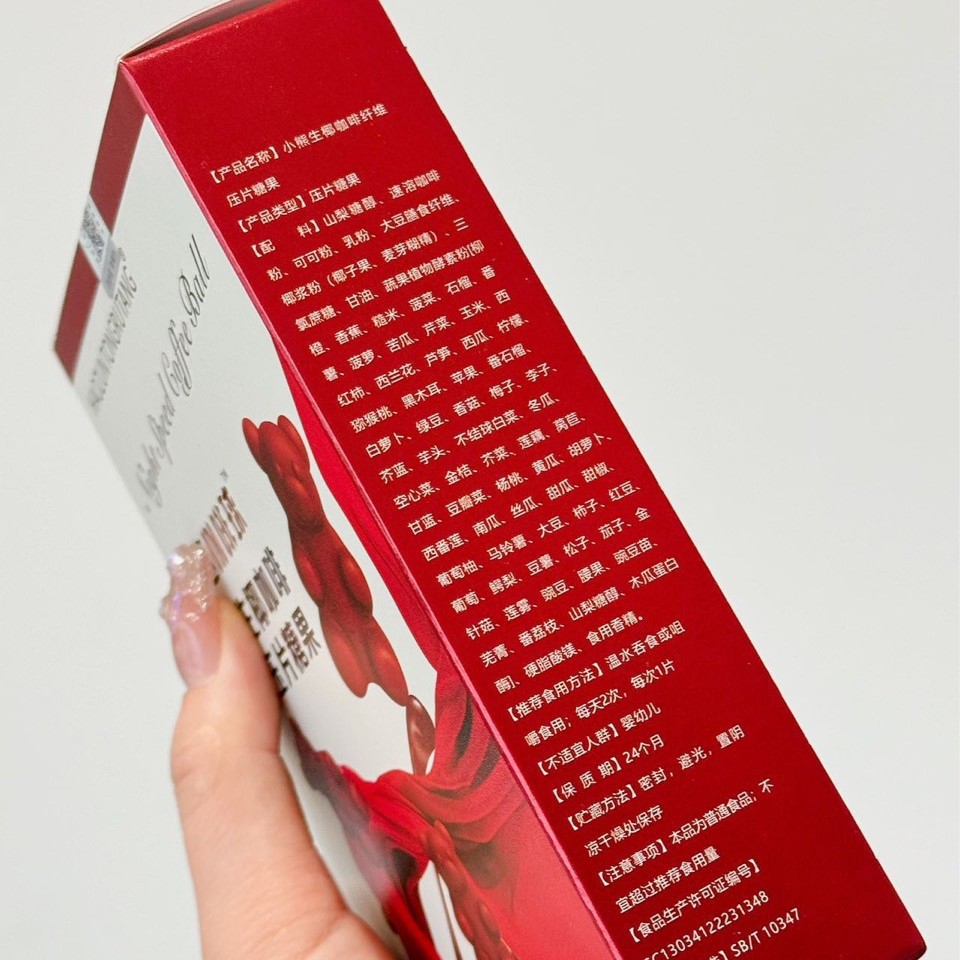 【产品名称】小熊生椰咖啡纤维
压片糖果
【产品类型】压片糖果
【配 料】山梨糖醇、速溶咖啡
粉、可可粉、乳粉、大豆膳食纤维、
椰浆粉（椰子果、麦芽糊精）、三
氯蔗糖、甘油、蔬果植物酵素粉[柳
橙、香蕉、糙米、菠菜、石榴、番
薯、菠萝、苦瓜、芹菜、玉米、西
红柿、西兰花、芦笋、西瓜、柠檬、
猕猴桃、黑木耳、苹果、番石榴、
白萝卜、绿豆、香菇、梅子、李子、
芥蓝、芋头、不结球白菜、冬瓜、
空心菜、金桔、芥菜、莲藕、莴苣、
甘蓝、豆瓣菜、杨桃、黄瓜、胡萝卜、
西番莲、南瓜、丝瓜、甜瓜、甜椒、
葡萄柚、马铃薯、大豆、柿子、红豆、
葡萄、鳄梨、豆薯、松子、茄子、金
针菇、莲雾、豌豆、腰果、豌豆苗、
芜菁、番荔枝、山梨糖醇、木瓜蛋白
酶]、硬脂酸镁、食用香精。
【推荐食用方法】温水吞食或咀
嚼食用；每天2次，每次1片
【不适宜人群】婴幼儿
【保 质 期】24个月
【贮藏方法】密封，避光，置阴
凉干燥处保存
【注意事项】本品为普通食品；不
宜超过推荐食用量
【食品生产许可证编号】
SC13034122231348
】SB/T 10347
Coffee Ball
咖啡
片糖果